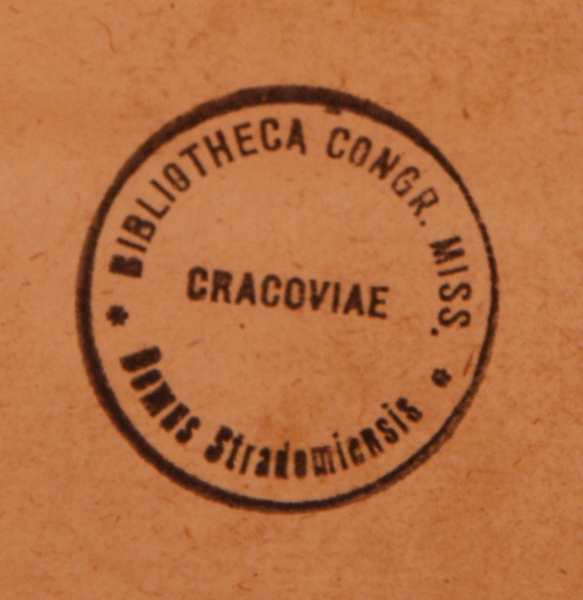 BIBLIOTHECA CONGR. MISS.
CRACOVIAE
Domus Stradomiensis